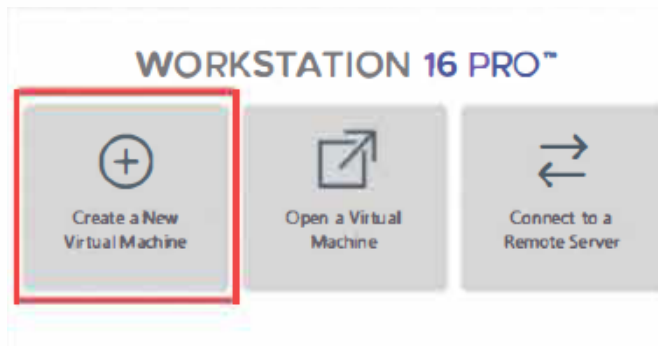 WORKSTATION 16 PRO™
Create a New
Virtual Machine
Open a Virtual
Machine
Connect to a
Remote Server